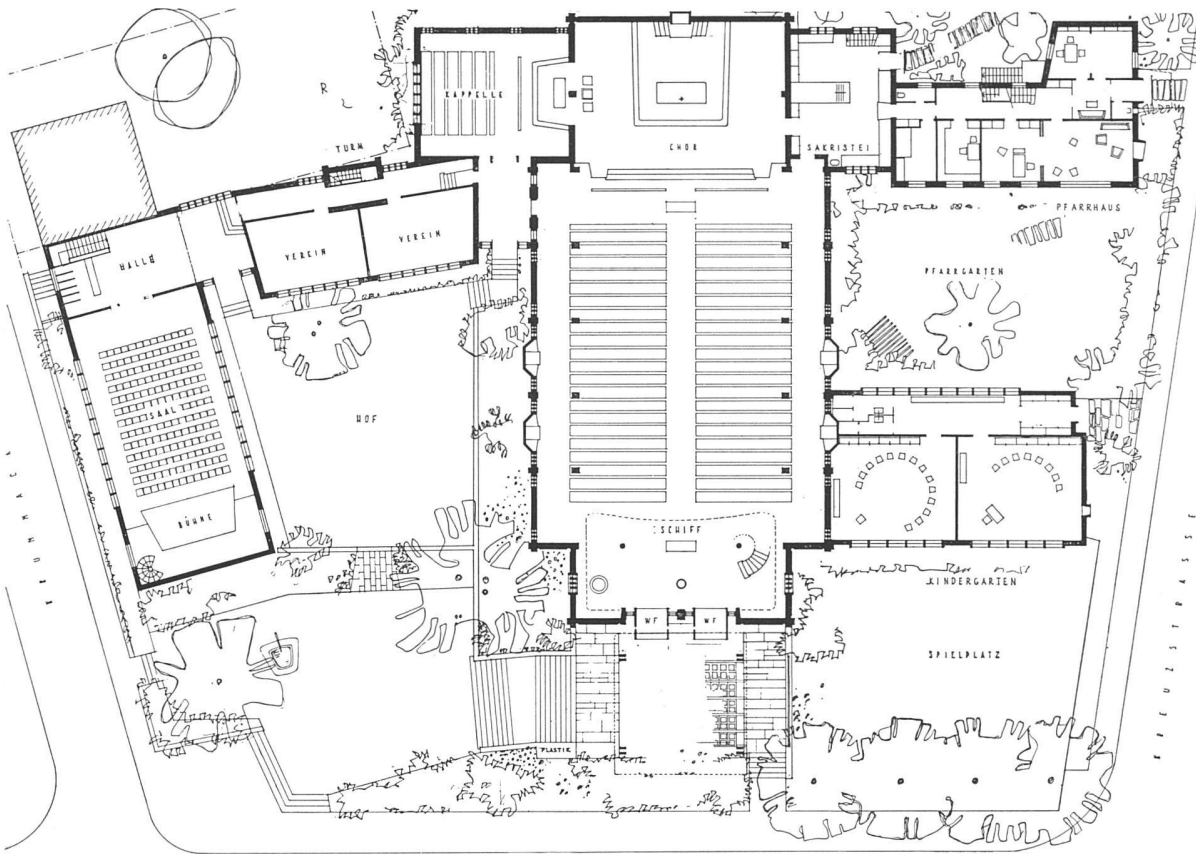 KAPPELLE
CHOR
SAKRISTEI
TURM
PFARRHAUS
VEREIN
VEREIN
HALLE
PFARRGARTEN
SAAL
HOF
BÜHNE
SCHIFF
KINDERGARTEN
WF
WF
SPIELPLATZ
PLASTIK
KREUZSTRASSE